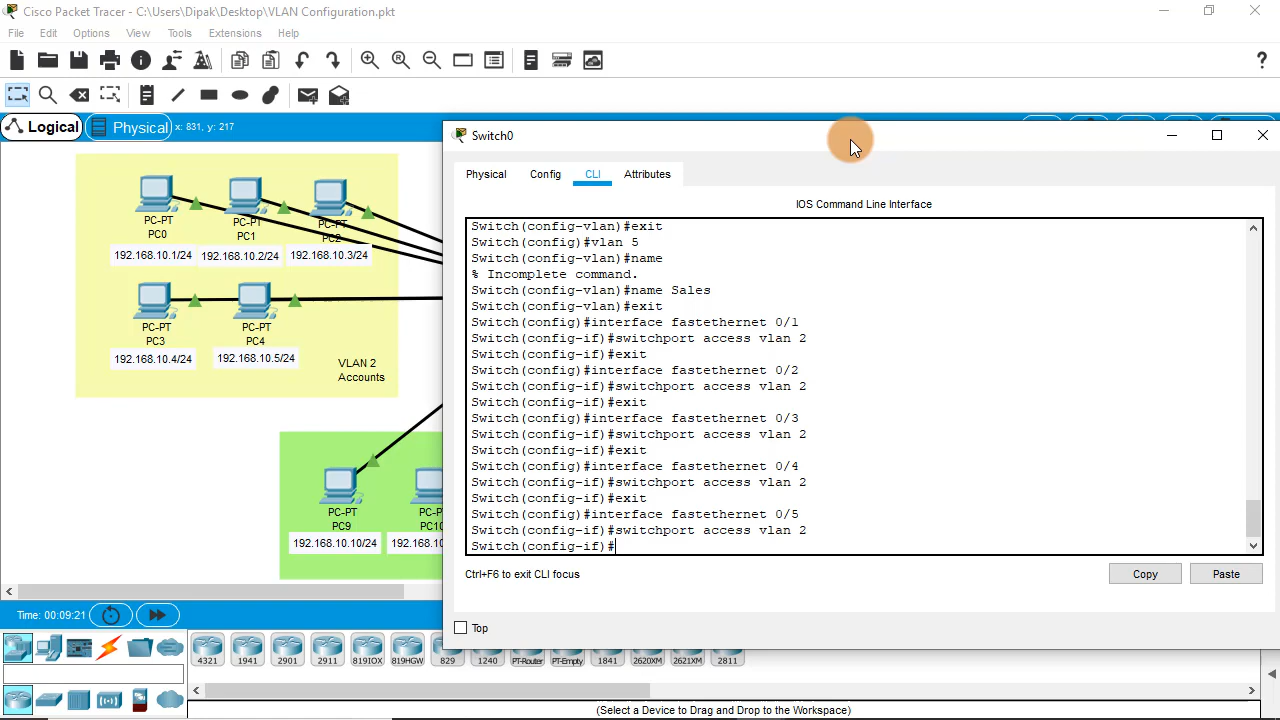 Cisco Packet Tracer - C:\Users\Dipak\Desktop\VLAN Configuration.pkt
File Edit Options View Tools Extensions Help
Logical Physical x: 831, y: 217
Switch0
Physical Config CLI Attributes
IOS Command Line Interface
Switch(config-vlan)#exit
Switch(config)#vlan 5
Switch(config-vlan)#name
% Incomplete command.
Switch(config-vlan)#name Sales
Switch(config-vlan)#exit
Switch(config)#interface fastethernet 0/1
Switch(config-if)#switchport access vlan 2
Switch(config-if)#exit
Switch(config)#interface fastethernet 0/2
Switch(config-if)#switchport access vlan 2
Switch(config-if)#exit
Switch(config)#interface fastethernet 0/3
Switch(config-if)#switchport access vlan 2
Switch(config-if)#exit
Switch(config)#interface fastethernet 0/4
Switch(config-if)#switchport access vlan 2
Switch(config-if)#exit
Switch(config)#interface fastethernet 0/5
Switch(config-if)#switchport access vlan 2
Switch(config-if)#
Ctrl+F6 to exit CLI focus
Copy Paste
Top
PC-PT PC-PT PC-PT
PC0 PC1 PC2
192.168.10.1/24 192.168.10.2/24 192.168.10.3/24
PC-PT PC-PT
PC3 PC4
192.168.10.4/24 192.168.10.5/24
VLAN 2
Accounts
PC-PT PC-P
PC9 PC10
192.168.10.10/24 192.168.10.
Time: 00:09:21
4321 1941 2901 2911 819IOX 819HGW 829 1240 PT-Router PT-Empty 1841 2620XM 2621XM 2811
(Select a Device to Drag and Drop to the Workspace)